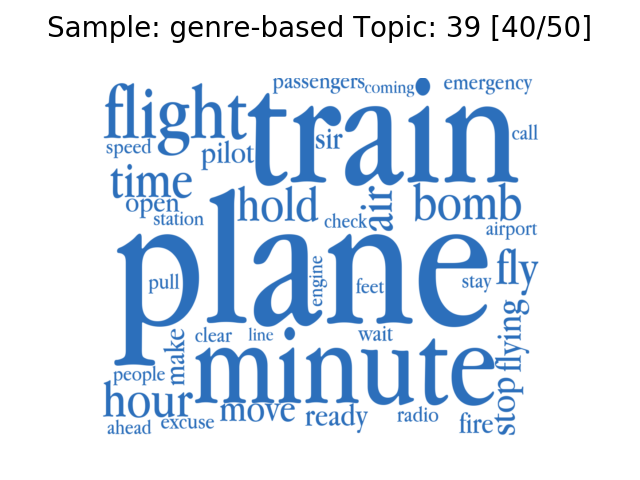 Sample: genre-based Topic: 39 [40/50]
passengers coming emergency
flight train
speed pilot sir call
time
open station hold check air bomb airport
plane
pull engine feet stay fly
people make clear line wait flying
minute
hour move ready radio fire stop
ahead excuse